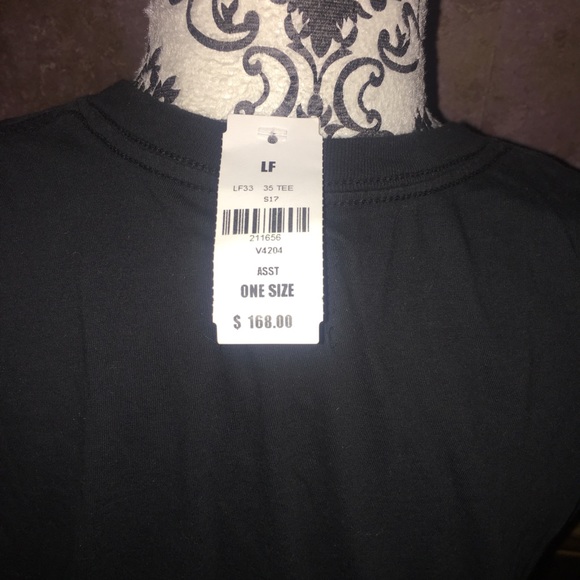 LF
LF33 35 TEE
S17
211656
V4204
ASST
ONE SIZE
$ 168.00